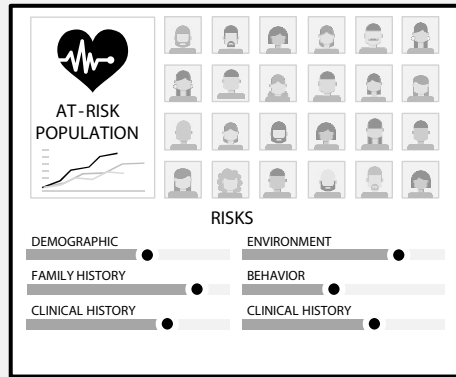 AT-RISK
POPULATION
RISKS
DEMOGRAPHIC
ENVIRONMENT
FAMILY HISTORY
BEHAVIOR
CLINICAL HISTORY
CLINICAL HISTORY